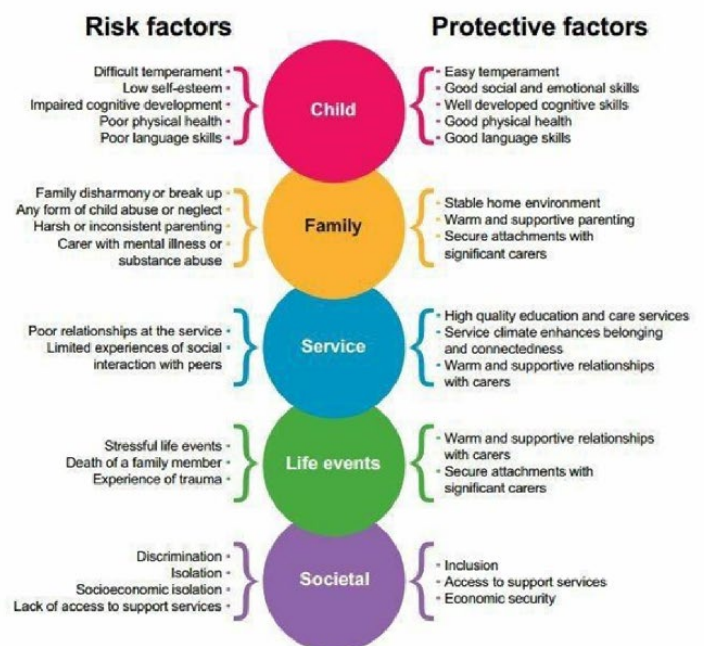 Risk factors
Protective factors
Difficult temperament
Low self-esteem
Impaired cognitive development
Poor physical health
Poor language skills
Child
Easy temperament
Good social and emotional skills
Well developed cognitive skills
Good physical health
Good language skills
Family disharmony or break up
Any form of child abuse or neglect
Harsh or inconsistent parenting
Carer with mental illness or
substance abuse
Family
Stable home environment
Warm and supportive parenting
Secure attachments with
significant carers
Poor relationships at the service
Limited experiences of social
interaction with peers
Service
High quality education and care services
Service climate enhances belonging
and connectedness
Warm and supportive relationships
with carers
Stressful life events
Death of a family member
Experience of trauma
Life events
Warm and supportive relationships
with carers
Secure attachments with
significant carers
Discrimination
Isolation
Socioeconomic isolation
Lack of access to support services
Societal
Inclusion
Access to support services
Economic security